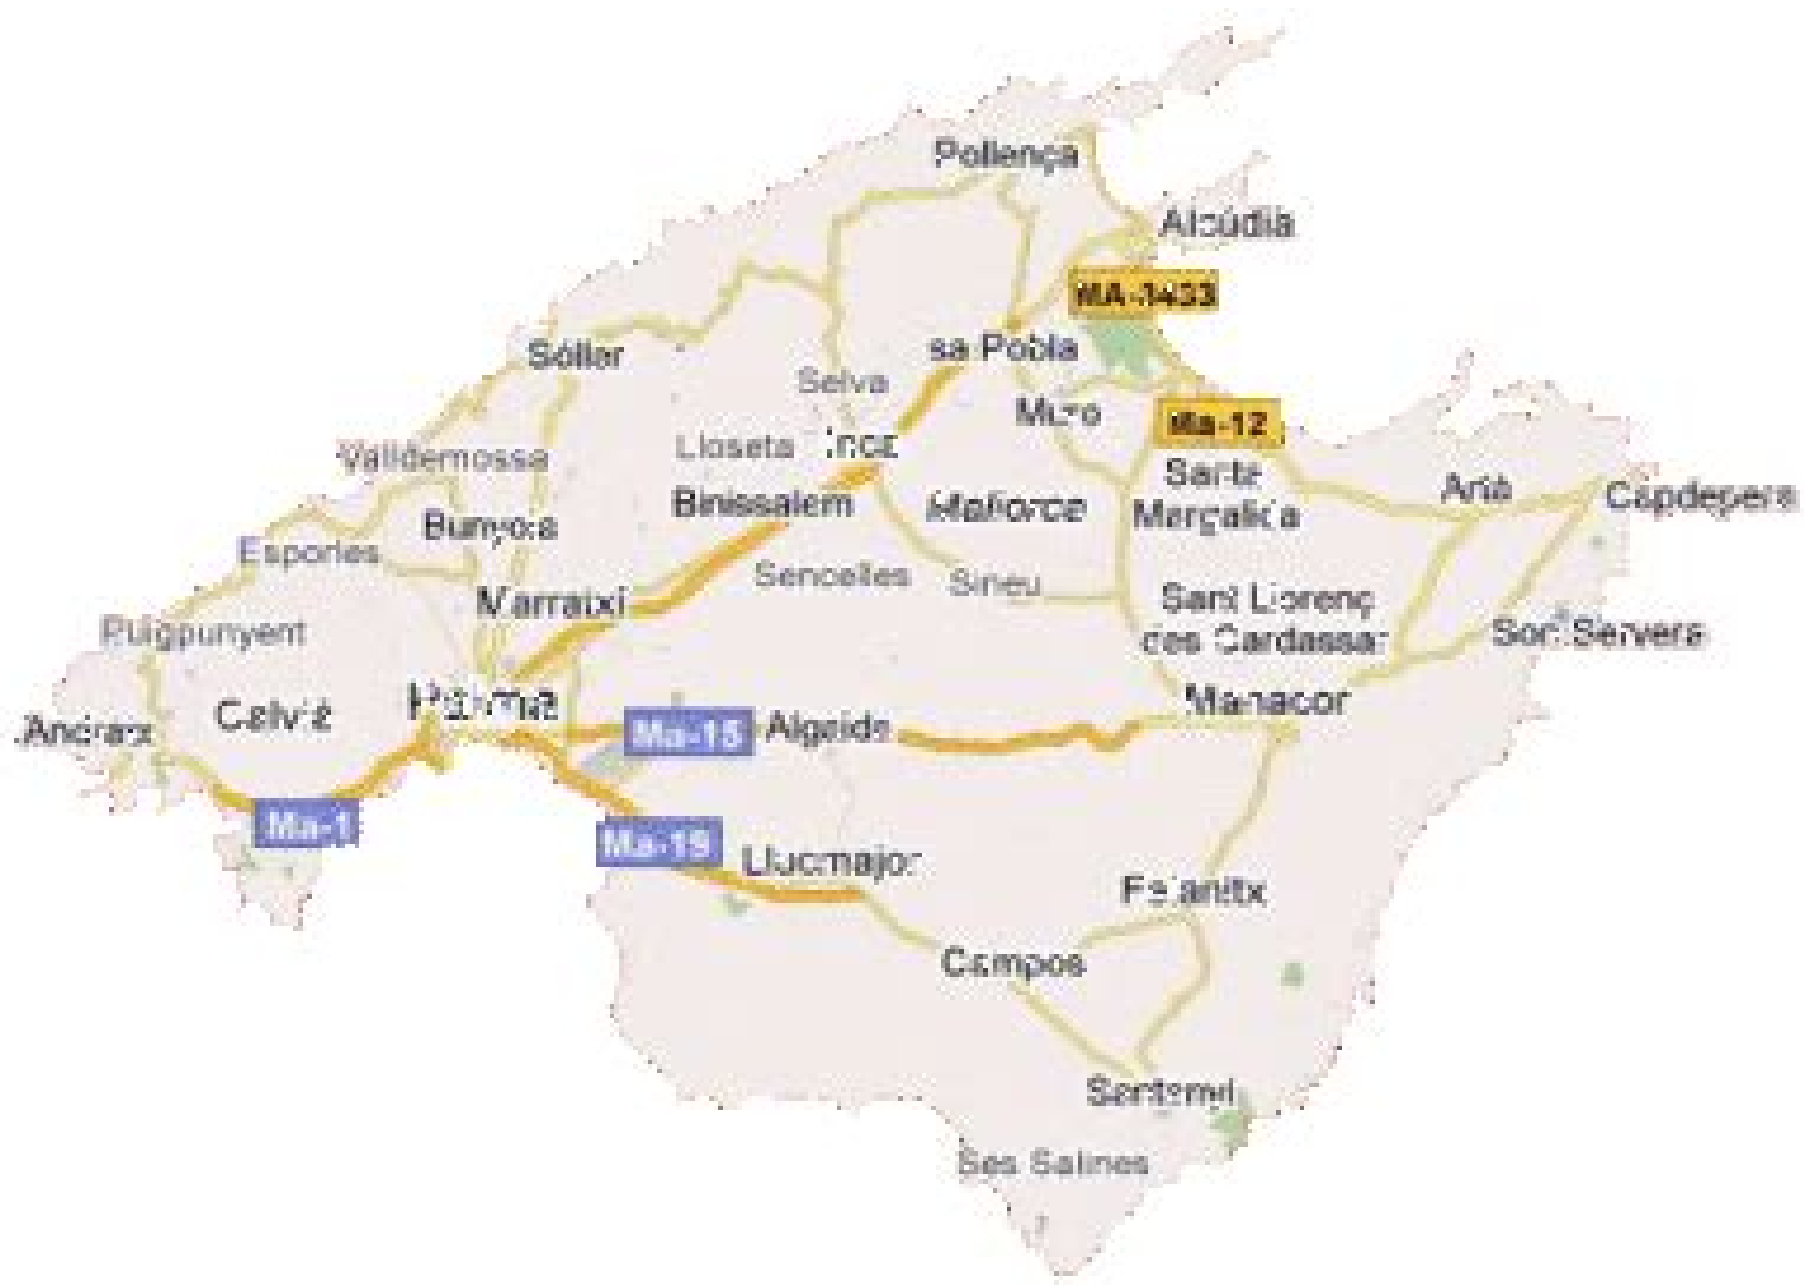 Pollença
Alcúdia
MA-3433
Sóller
sa Pobla
Selva
Muro
Ma-12
Valldemossa
Lloseta
Inca
Santa
Margalida
Artà
Capdepera
Binissalem
Mallorca
Bunyola
Esporles
Sencelles
Sineu
Marratxí
Sant Llorenç
des Cardassar
Puigpunyent
Son Servera
Andratx
Calvià
Palma
Manacor
Ma-15
Algaida
Ma-1
Ma-19
Llucmajor
Felanitx
Campos
Santanyí
Ses Salines